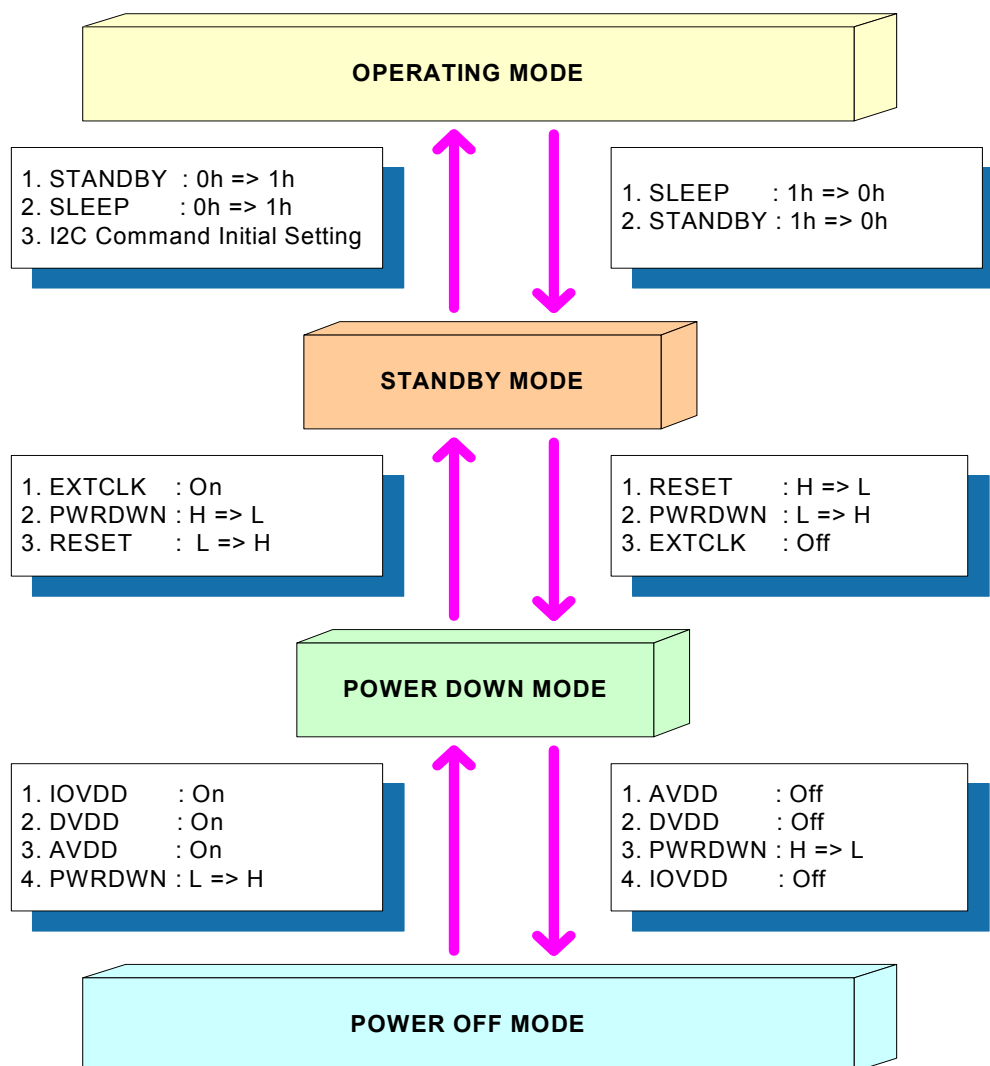 OPERATING MODE
1. STANDBY : 0h => 1h
2. SLEEP : 0h => 1h
3. I2C Command Initial Setting
1. SLEEP : 1h => 0h
2. STANDBY : 1h => 0h
STANDBY MODE
1. EXTCLK : On
2. PWRDWN : H => L
3. RESET : L => H
1. RESET : H => L
2. PWRDWN : L => H
3. EXTCLK : Off
POWER DOWN MODE
1. IOVDD : On
2. DVDD : On
3. AVDD : On
4. PWRDWN : L => H
1. AVDD : Off
2. DVDD : Off
3. PWRDWN : H => L
4. IOVDD : Off
POWER OFF MODE